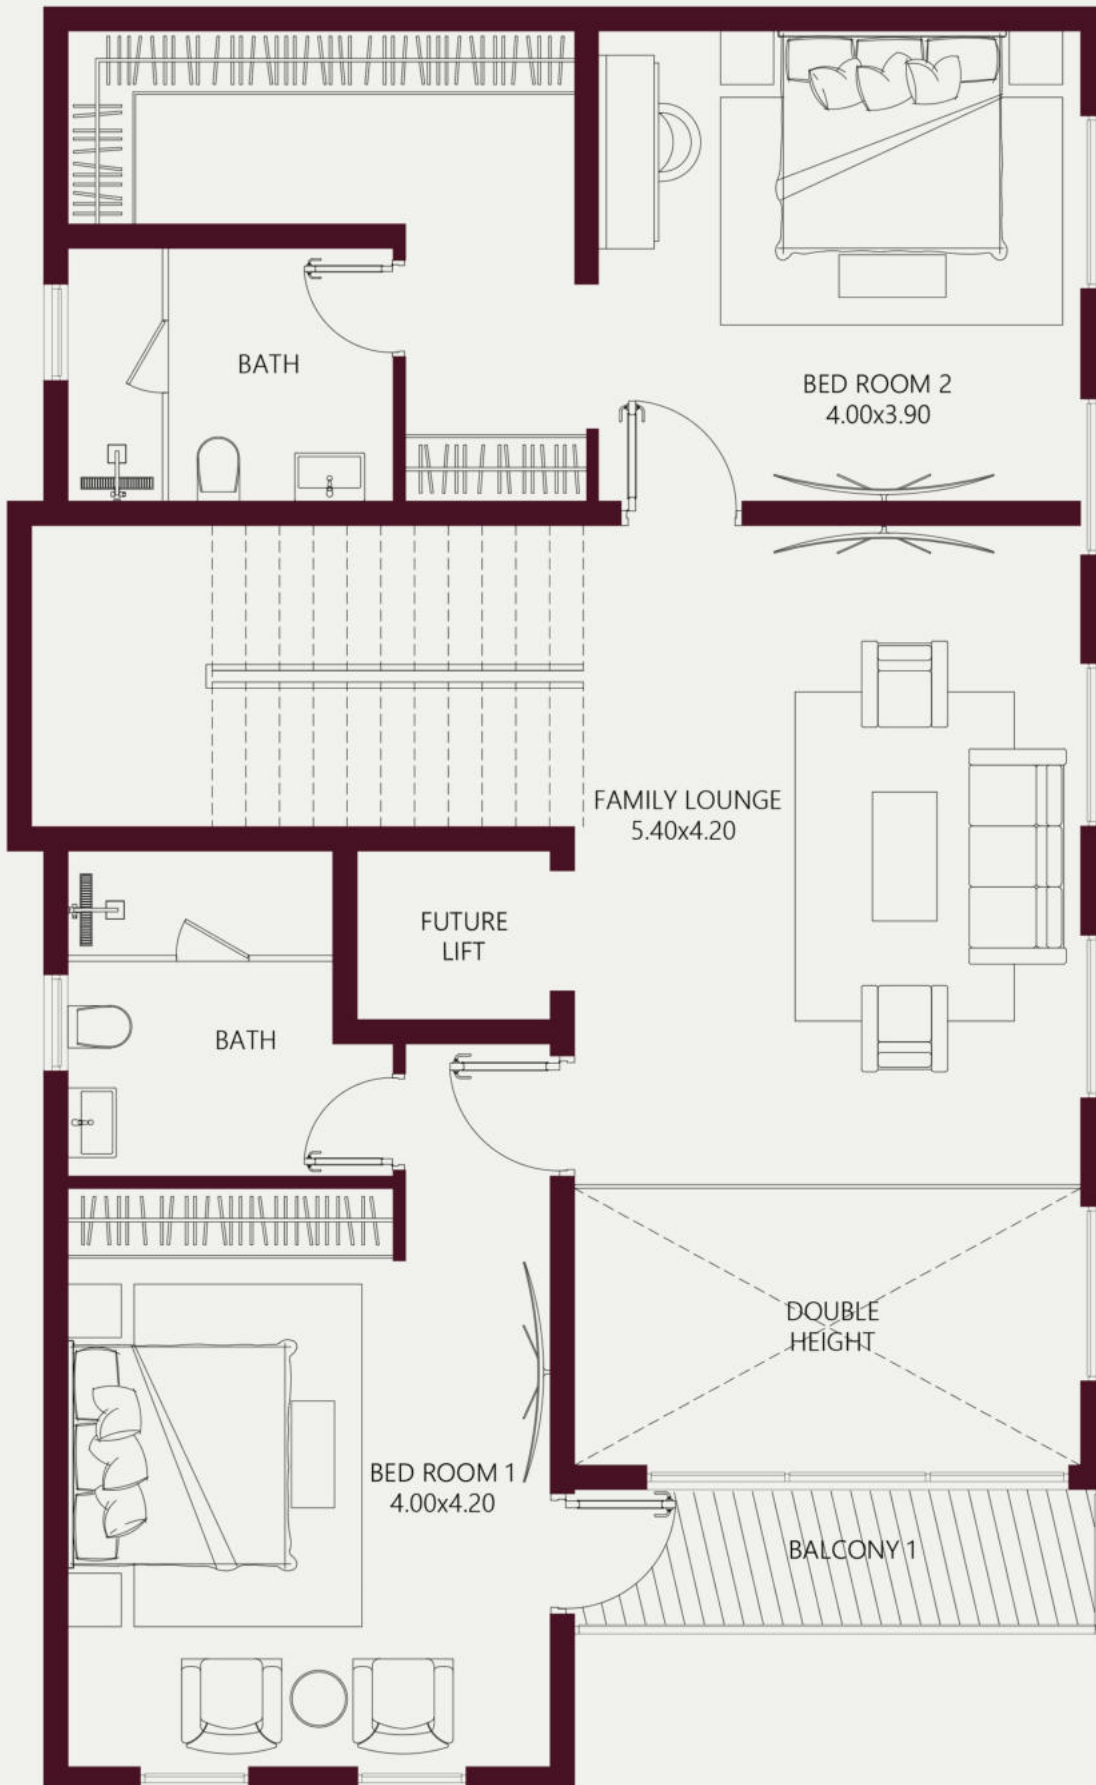 BATH
BED ROOM 2
4.00x3.90
FAMILY LOUNGE
5.40x4.20
FUTURE
LIFT
BATH
DOUBLE
HEIGHT
BED ROOM 1
4.00x4.20
BALCONY 1